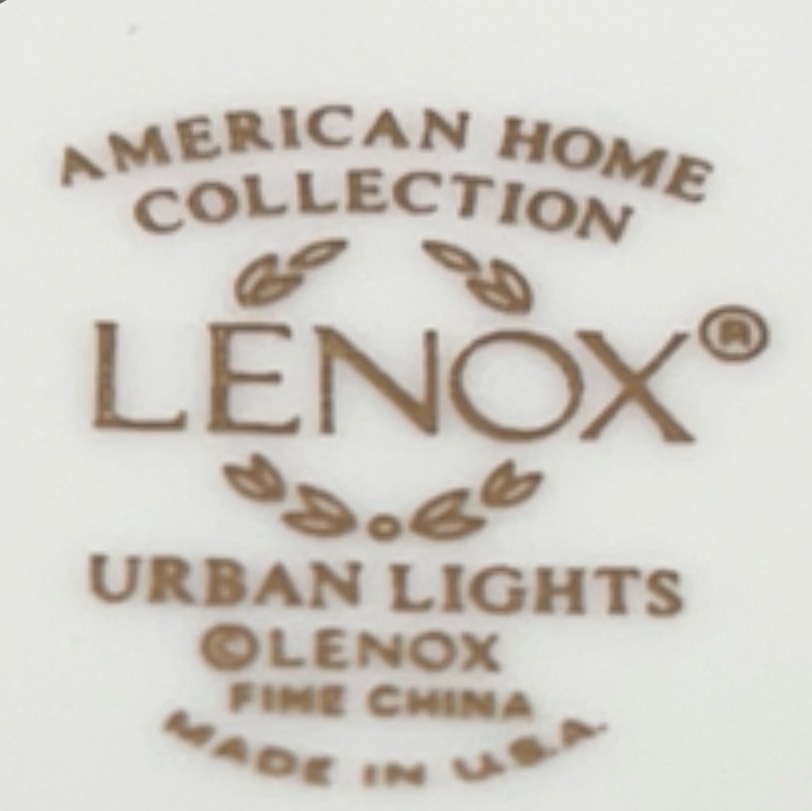 AMERICAN HOME
COLLECTION
LENOX®
URBAN LIGHTS
©LENOX
FINE CHINA
MADE IN U.S.A.